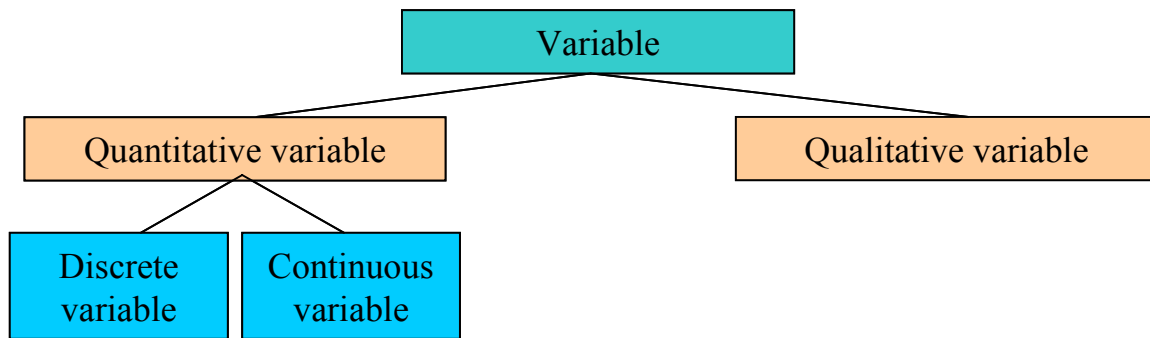 Variable
Quantitative variable
Qualitative variable
Discrete
variable
Continuous
variable